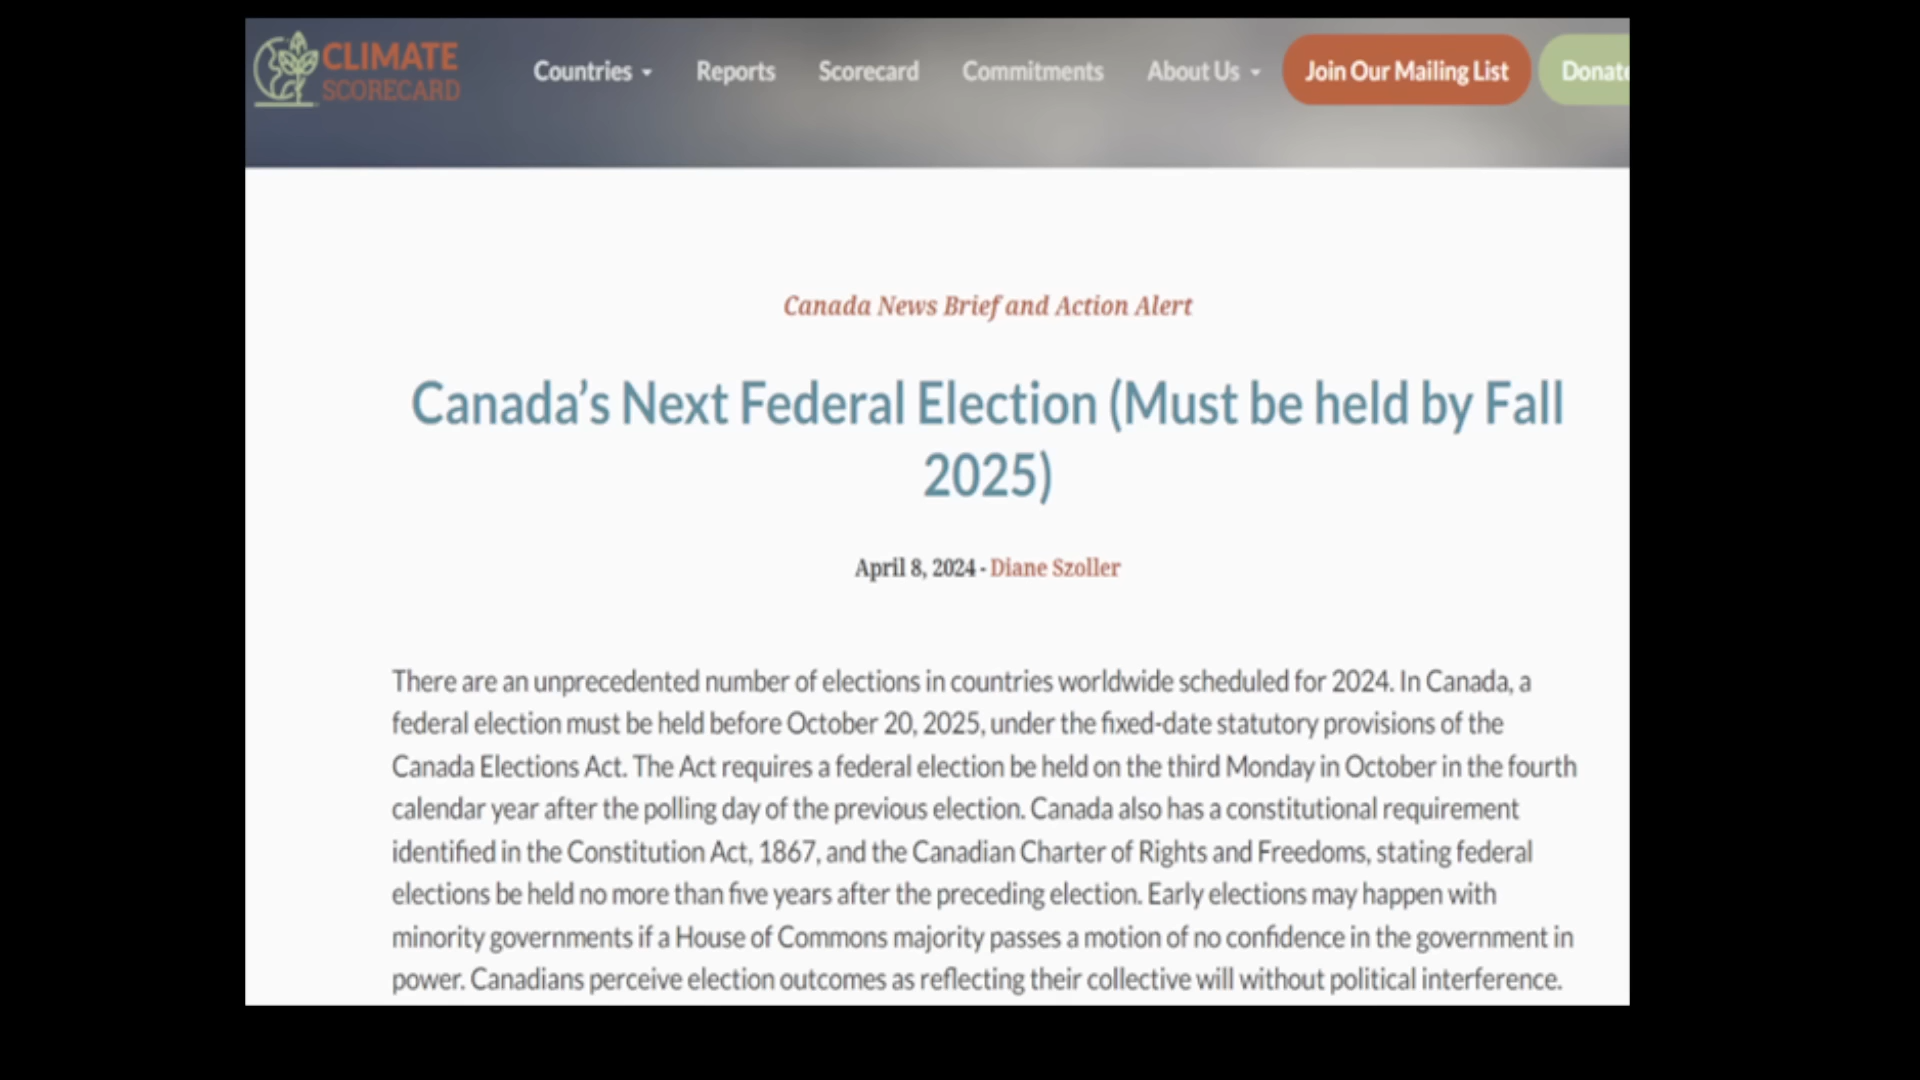 CLIMATE
SCORECARD
Countries
Reports
Scorecard
Commitments
About Us
Join Our Mailing List
Donate
Canada News Brief and Action Alert
Canada’s Next Federal Election (Must be held by Fall
2025)
April 8, 2024 - Diane Szoller
There are an unprecedented number of elections in countries worldwide scheduled for 2024. In Canada, a
federal election must be held before October 20, 2025, under the fixed-date statutory provisions of the
Canada Elections Act. The Act requires a federal election be held on the third Monday in October in the fourth
calendar year after the polling day of the previous election. Canada also has a constitutional requirement
identified in the Constitution Act, 1867, and the Canadian Charter of Rights and Freedoms, stating federal
elections be held no more than five years after the preceding election. Early elections may happen with
minority governments if a House of Commons majority passes a motion of no confidence in the government in
power. Canadians perceive election outcomes as reflecting their collective will without political interference.